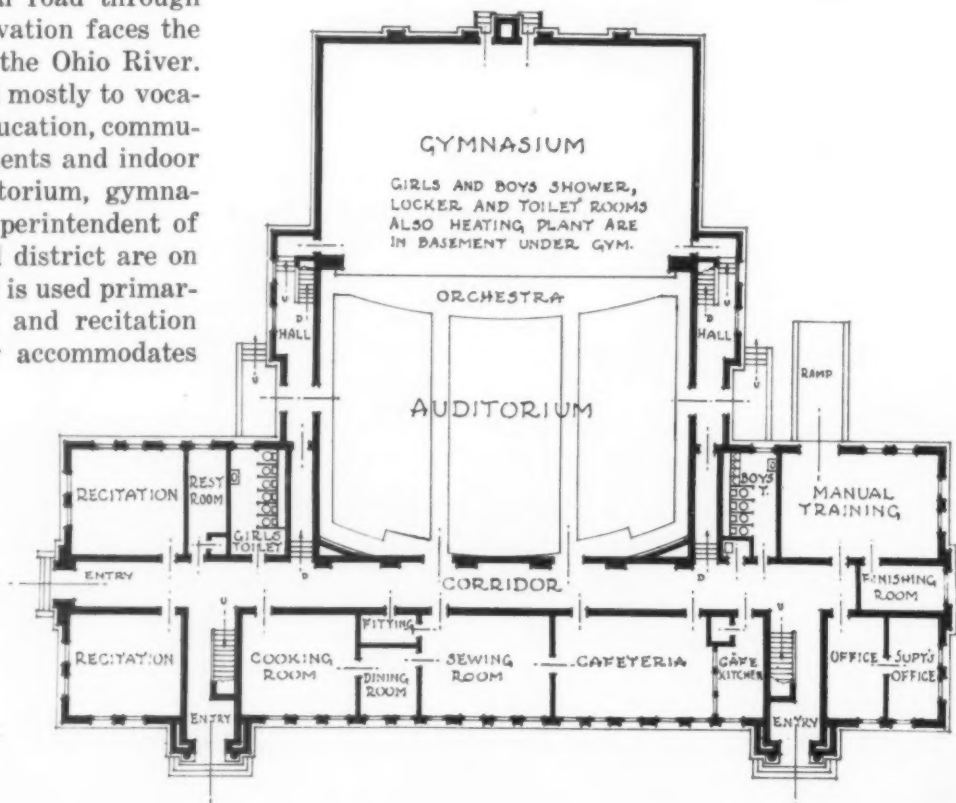 road through
vation faces the
the Ohio River.
mostly to voca-
ucation, commu-
ents and indoor
torium, gymna-
perintendent of
district are on
is used primar-
and recitation
accommodates
GYMNASIUM
GIRLS AND BOYS SHOWER,
LOCKER AND TOILET ROOMS
ALSO HEATING PLANT ARE
IN BASEMENT UNDER GYM.
ORCHESTRA
U
D
HALL
U
D
HALL
U
U
RAMP
AUDITORIUM
RECITATION
REST
ROOM
GIRLS
TOILET
BOYS
T.
MANUAL
TRAINING
ENTRY
D
CORRIDOR
D
FINISHING
ROOM
U
U
RECITATION
COOKING
ROOM
FITTING
DINING
ROOM
SEWING
ROOM
CAFETERIA
CAFE
KITCHEN
OFFICE
SUPT'S
OFFICE
ENTRY
ENTRY